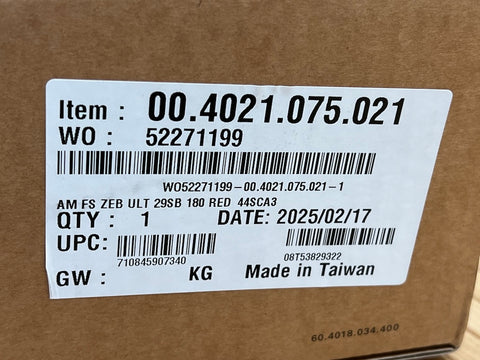 Item : 00.4021.075.021
WO : 52271199
WO52271199-00.4021.075.021-1
AM FS ZEB ULT 29SB 180 RED 44SCA3
QTY : 1 DATE: 2025/02/17
UPC:
710845907340 08T53829322
GW : KG Made in Taiwan
60.4018.034.400